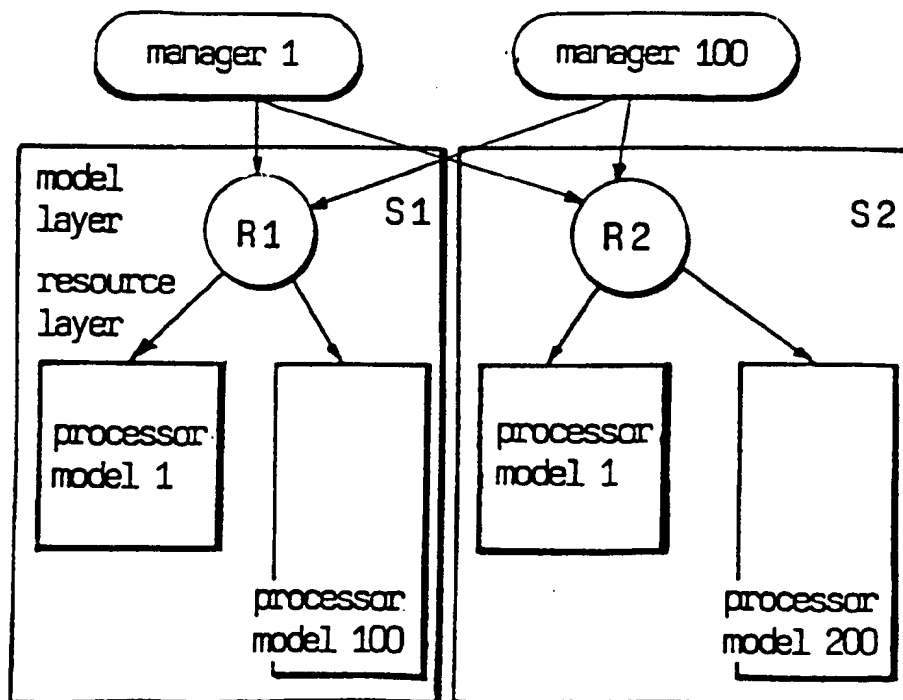 manager 1
manager 100
model
layer
R1
S1
R2
S2
resource
layer
processor
model 1
processor
model 100
processor
model 1
processor
model 200